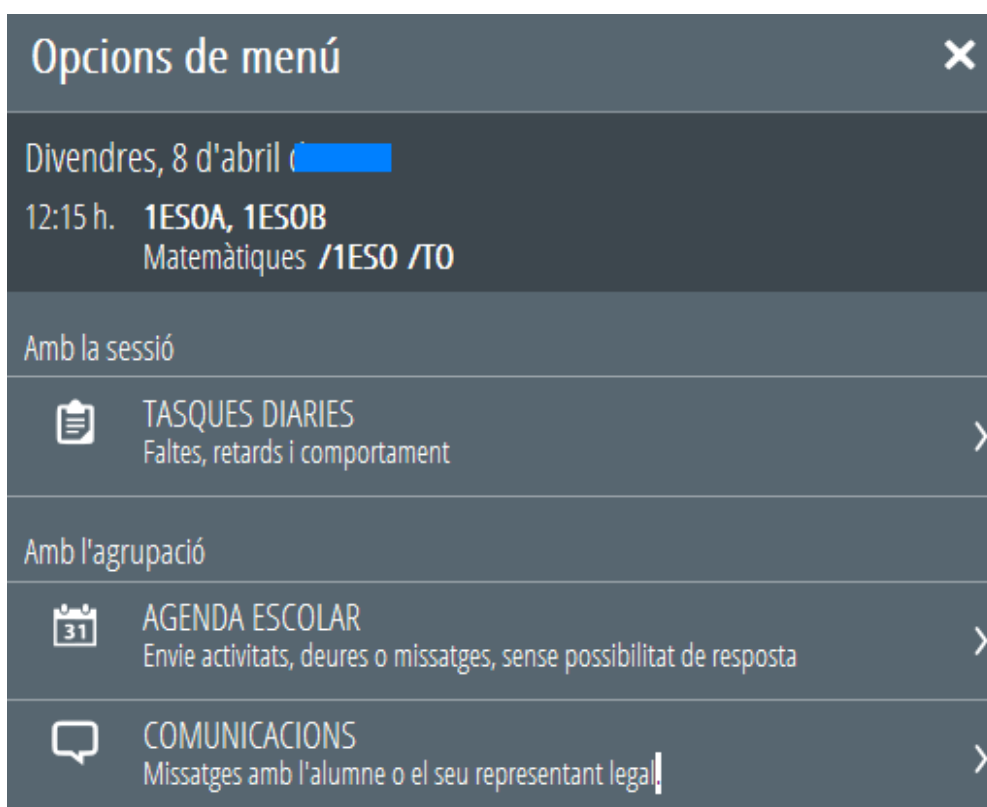 Opcions de menú
Divendres, 8 d'abril
12:15 h. 1ESOA, 1ESOB
Matemàtiques /1ESO /TO
Amb la sessió
TASQUES DIARIES
Faltes, retards i comportament
Amb l'agrupació
31
AGENDA ESCOLAR
Envie activitats, deures o missatges, sense possibilitat de resposta
COMUNICACIONS
Missatges amb l'alumne o el seu representant legal.